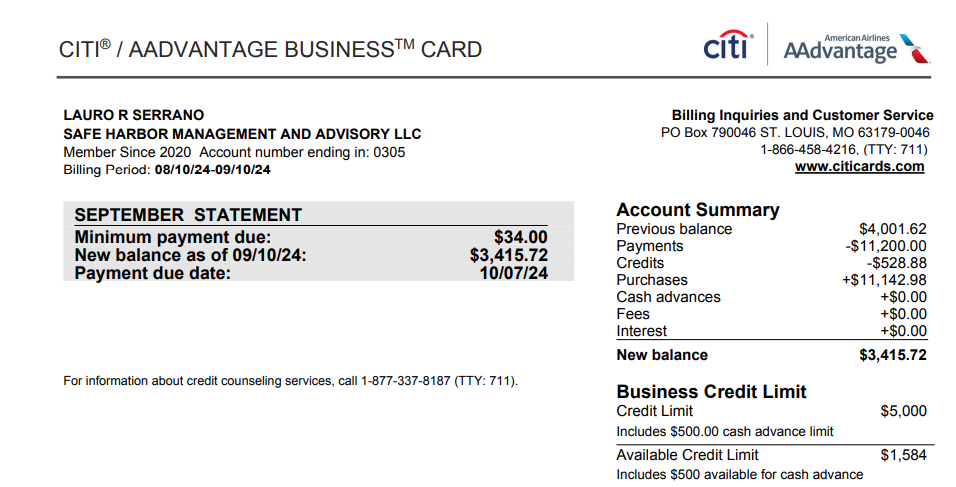 CITI® / AADVANTAGE BUSINESS™ CARD
citi®
American Airlines
AAdvantage
LAURO R SERRANO
SAFE HARBOR MANAGEMENT AND ADVISORY LLC
Member Since 2020 Account number ending in: 0305
Billing Period: 08/10/24-09/10/24
Billing Inquiries and Customer Service
PO Box 790046 ST. LOUIS, MO 63179-0046
1-866-458-4216, (TTY: 711)
www.citicards.com
SEPTEMBER STATEMENT
Minimum payment due: $34.00
New balance as of 09/10/24: $3,415.72
Payment due date: 10/07/24
For information about credit counseling services, call 1-877-337-8187 (TTY: 711).
Account Summary
Previous balance $4,001.62
Payments -$11,200.00
Credits -$528.88
Purchases +$11,142.98
Cash advances +$0.00
Fees +$0.00
Interest +$0.00
New balance $3,415.72
Business Credit Limit
Credit Limit $5,000
Includes $500.00 cash advance limit
Available Credit Limit $1,584
Includes $500 available for cash advance